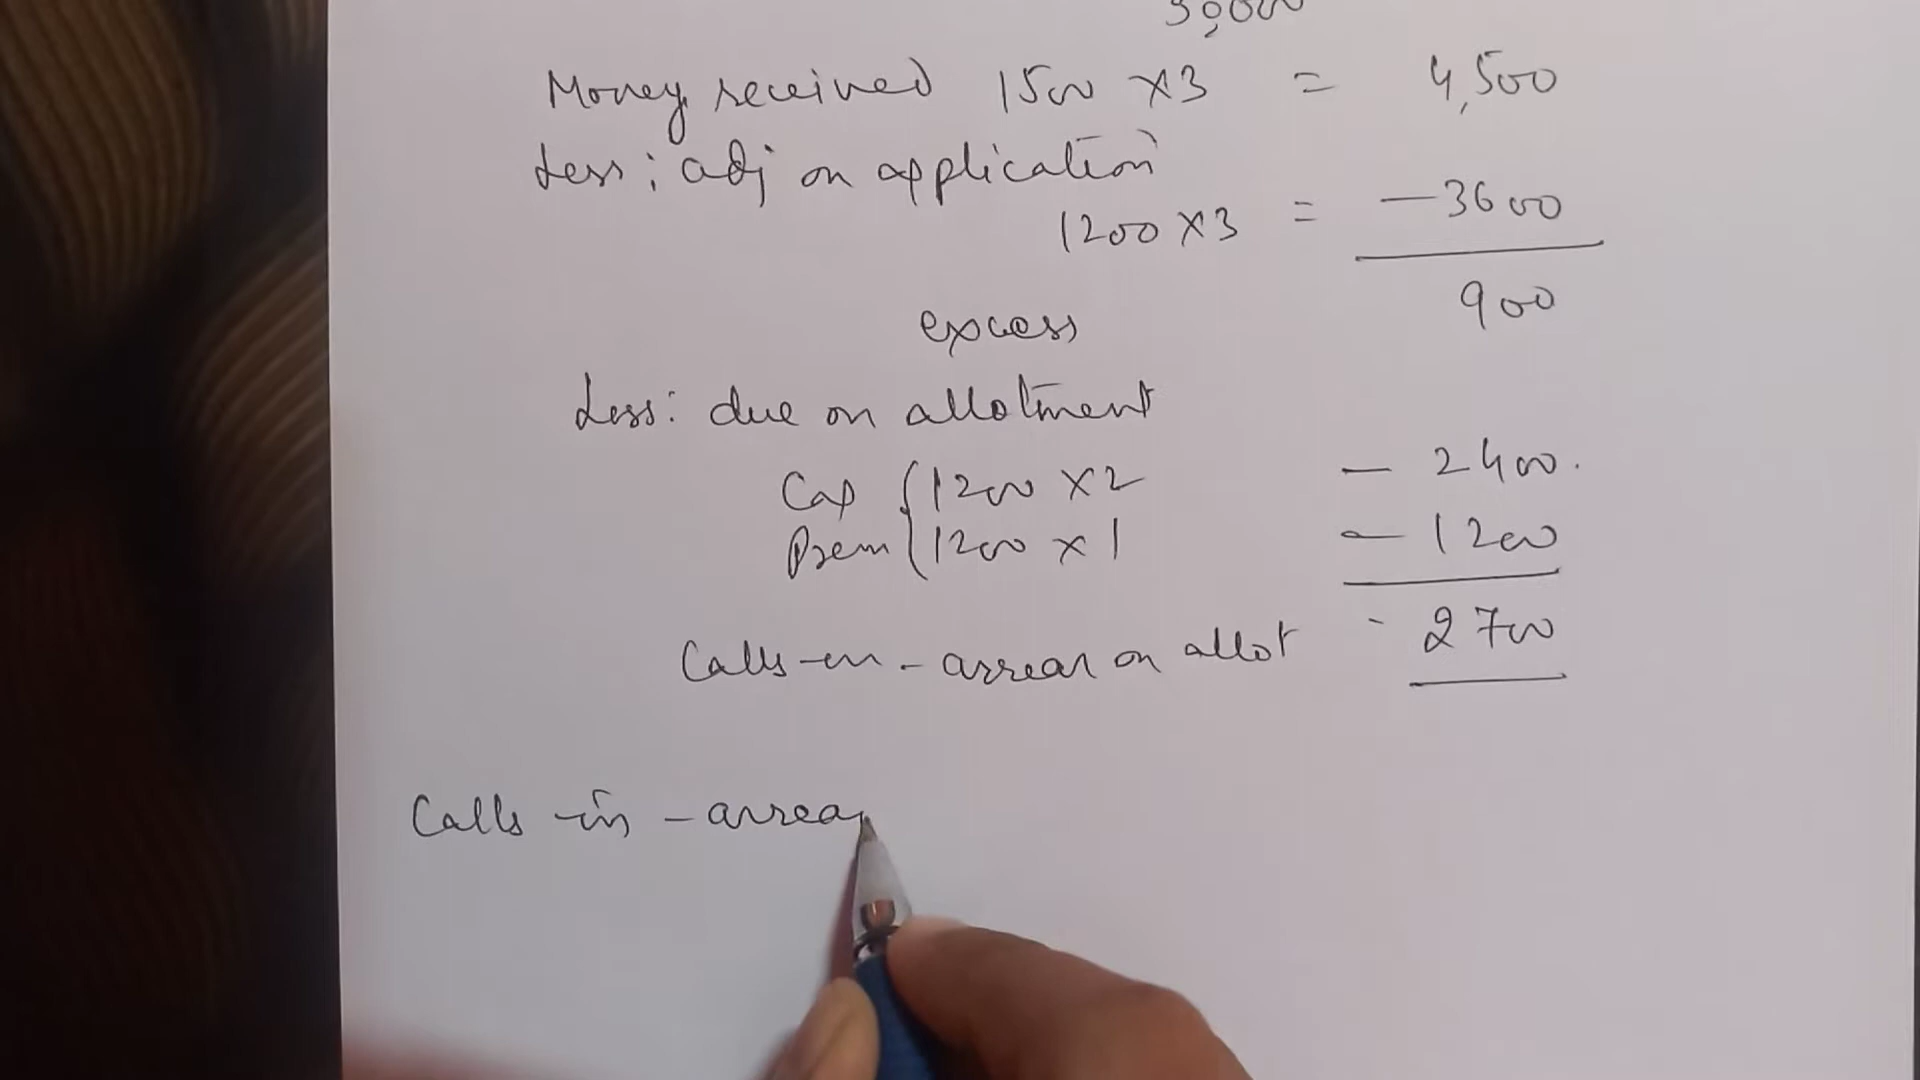 Money received 1500 x3 = 4,500
Less: adj on application
1200 x3 = - 3600
900
excess
Less: due on allotment
Cap { 1200 x2 - 2400.
Prem { 1200 x 1 - 1200
Calls-in-arrear on allot - 2700
Calls-in-arrear